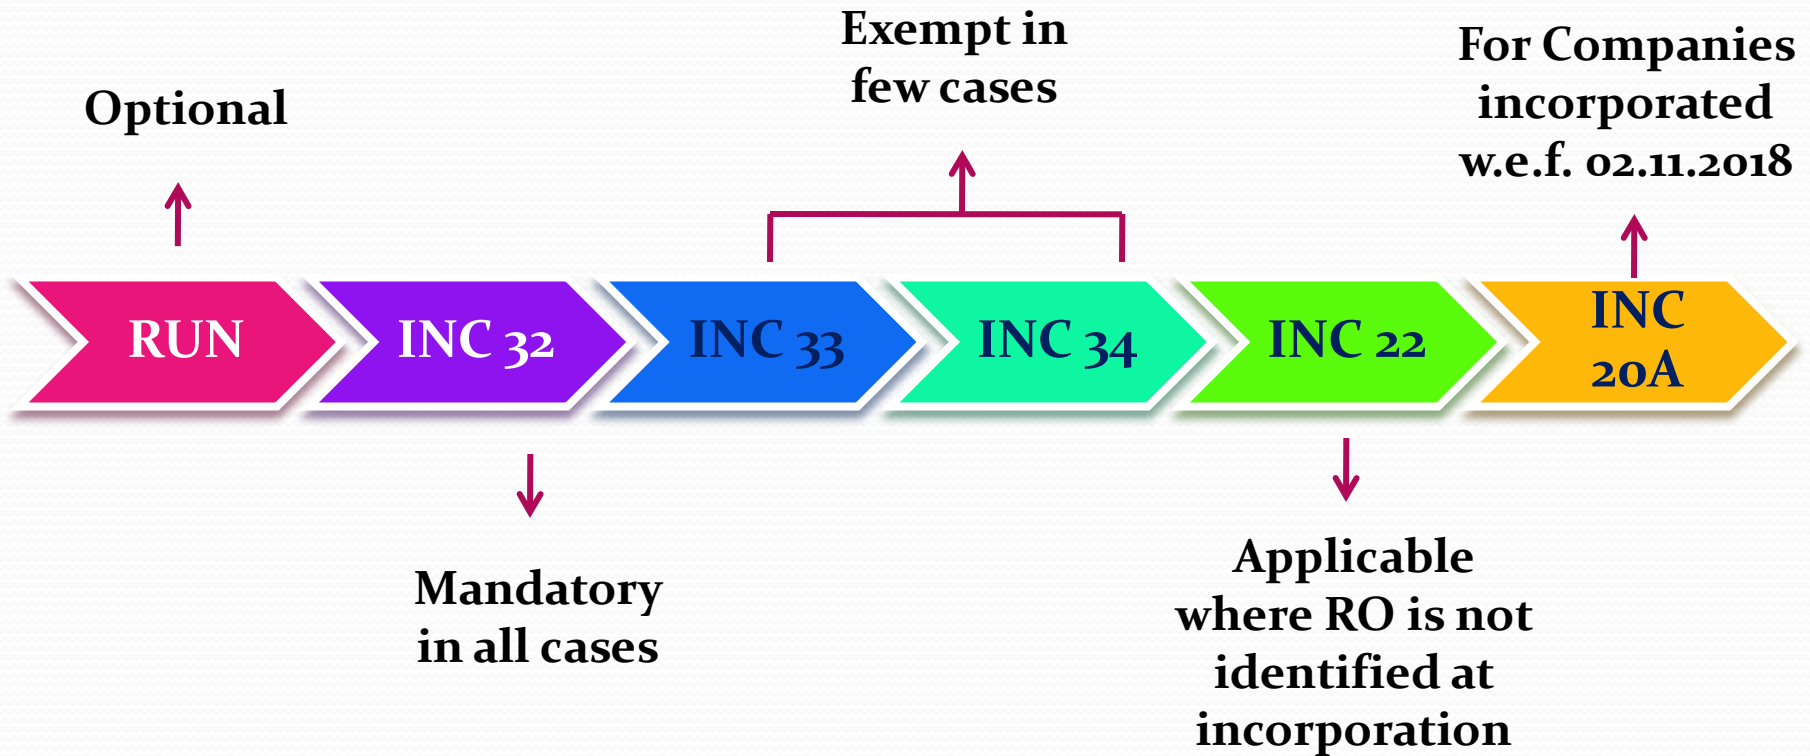 Optional
Exempt in
few cases
For Companies
incorporated
w.e.f. 02.11.2018
RUN
INC 32
INC 33
INC 34
INC 22
INC
20A
Mandatory
in all cases
Applicable
where RO is not
identified at
incorporation